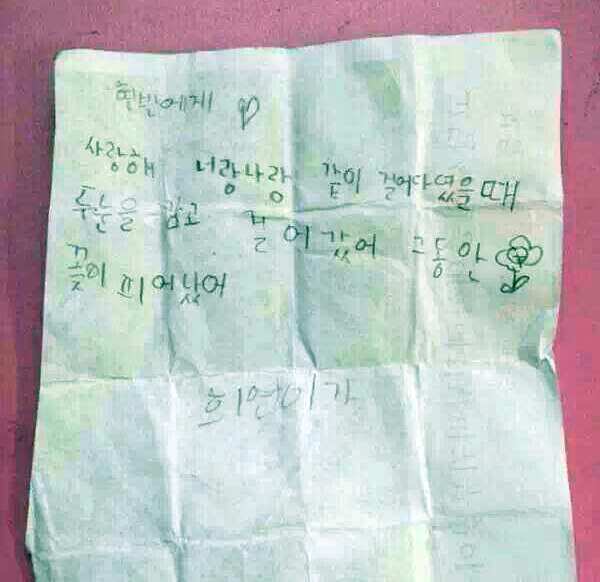 현빈에게
사랑해 너랑나랑 같이 걸어다녔을때
두눈을 감고 걸어갔어 그동안
꽃이 피어났어
희연이가